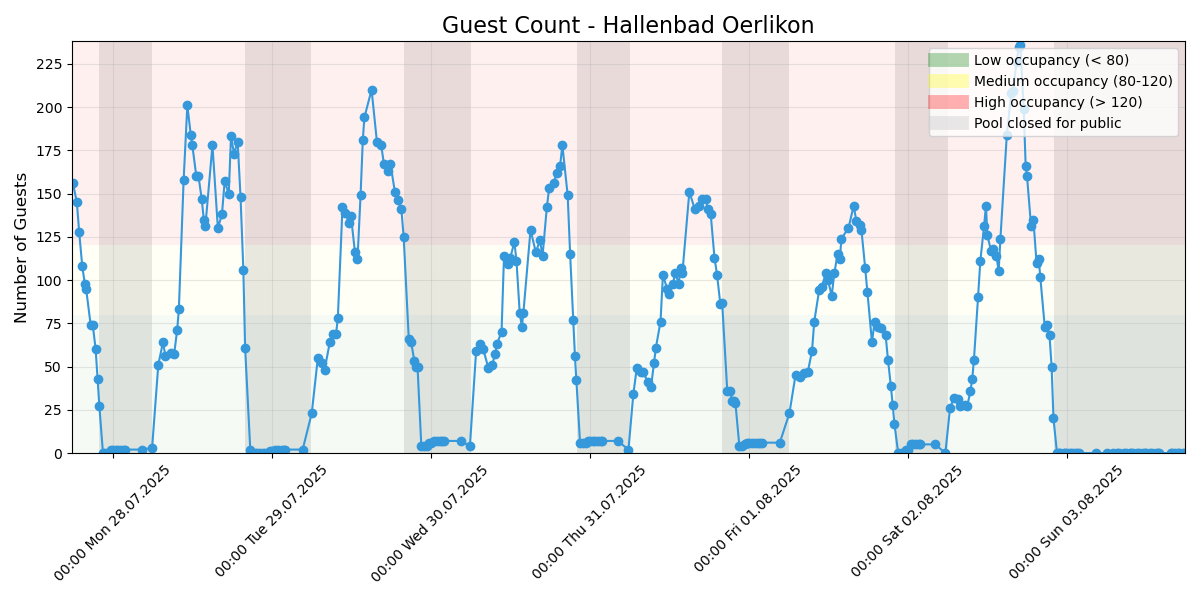 Guest Count - Hallenbad Oerlikon
Number of Guests
225
200
175
150
125
100
75
50
25
0
Low occupancy (< 80)
Medium occupancy (80-120)
High occupancy (> 120)
Pool closed for public
00:00 Mon 28.07.2025
00:00 Tue 29.07.2025
00:00 Wed 30.07.2025
00:00 Thu 31.07.2025
00:00 Fri 01.08.2025
00:00 Sat 02.08.2025
00:00 Sun 03.08.2025